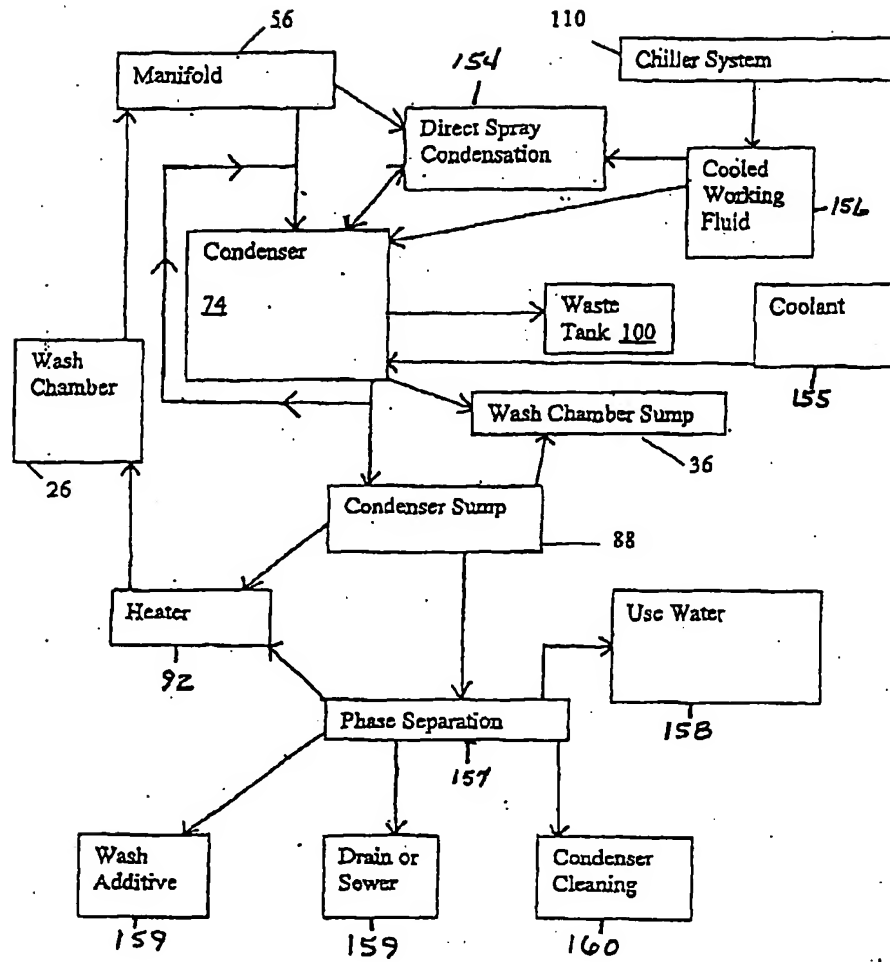 56
110
Manifold
Chiller System
154
Direct Spray
Condensation
Cooled
Working
Fluid
156
Condenser
74
Waste
Tank 100
Coolant
155
Wash
Chamber
26
Wash Chamber Sump
36
Condenser Sump
88
Heater
92
Use Water
158
Phase Separation
157
Wash
Additive
Drain or
Sewer
Condenser
Cleaning
159
159
160